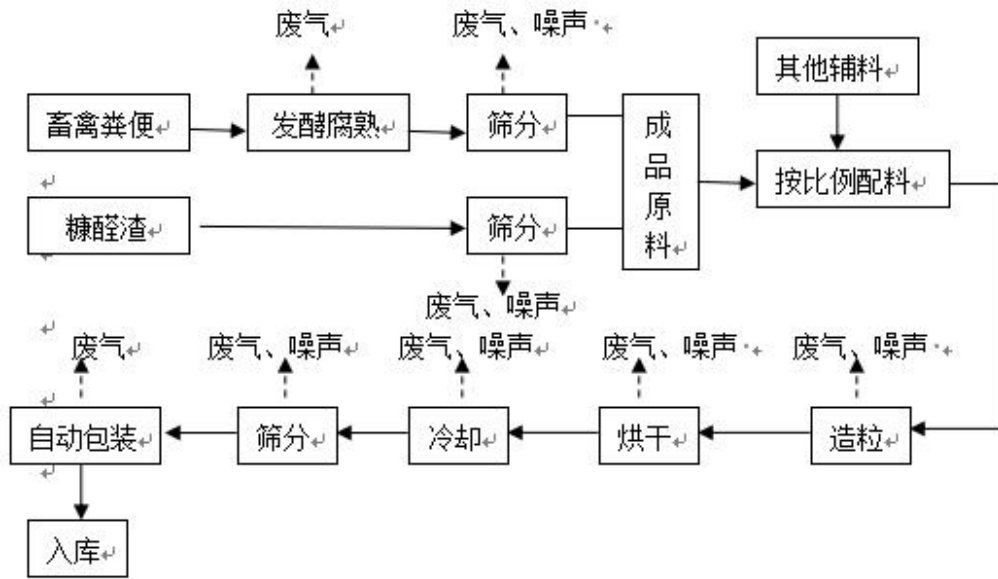 废气
废气、噪声
其他辅料
畜禽粪便
发酵腐熟
筛分
成品原料
按比例配料
糠醛渣
筛分
废气、噪声
废气
废气、噪声
废气、噪声
废气、噪声
废气、噪声
自动包装
筛分
冷却
烘干
造粒
入库